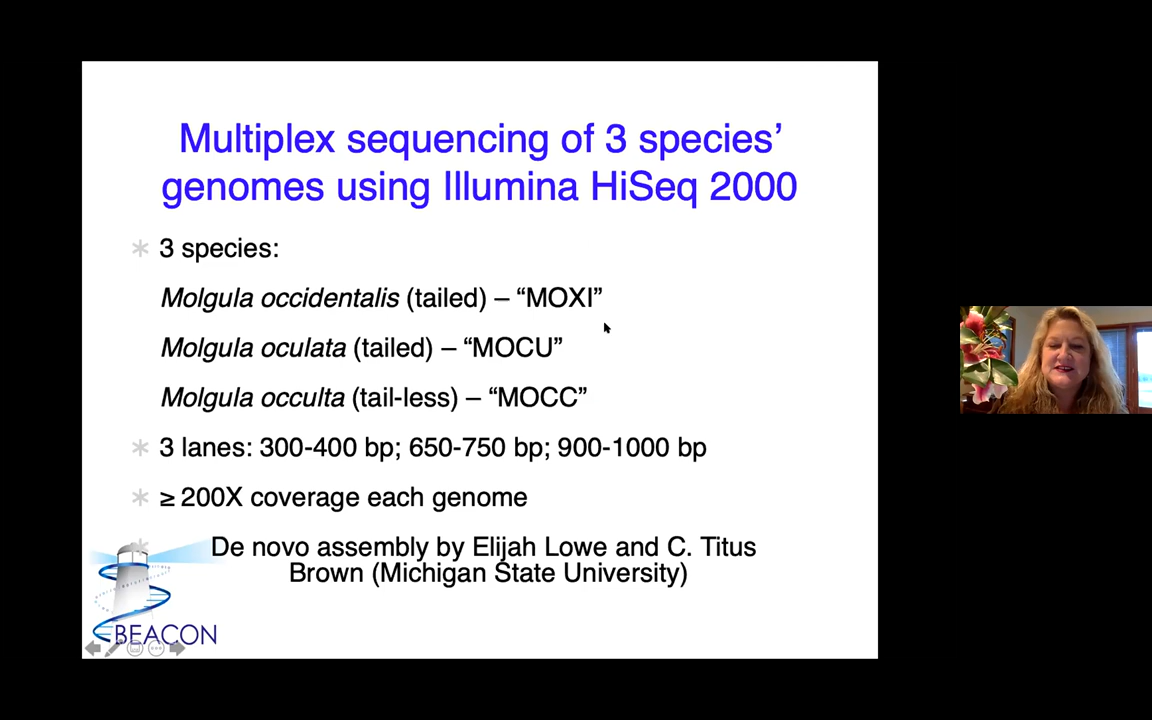 Multiplex sequencing of 3 species’
genomes using Illumina HiSeq 2000
3 species:
Molgula occidentalis (tailed) – “MOXI”
Molgula oculata (tailed) – “MOCU”
Molgula occulta (tail-less) – “MOCC”
3 lanes: 300-400 bp; 650-750 bp; 900-1000 bp
≥ 200X coverage each genome
De novo assembly by Elijah Lowe and C. Titus
Brown (Michigan State University)
BEACON